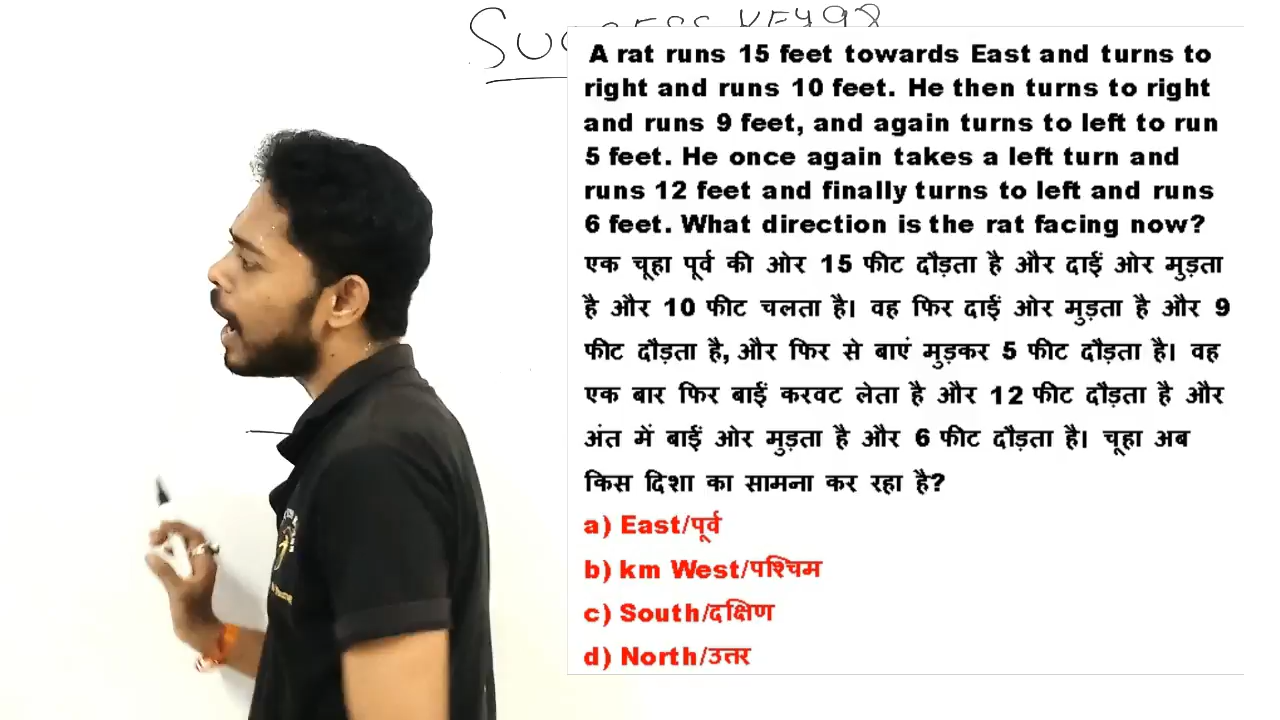 SUCCESS KEY98
A rat runs 15 feet towards East and turns to
right and runs 10 feet. He then turns to right
and runs 9 feet, and again turns to left to run
5 feet. He once again takes a left turn and
runs 12 feet and finally turns to left and runs
6 feet. What direction is the rat facing now?
एक चूहा पूर्व की ओर 15 फीट दौड़ता है और दाईं ओर मुड़ता
है और 10 फीट चलता है। वह फिर दाईं ओर मुड़ता है और 9
फीट दौड़ता है, और फिर से बाएं मुड़कर 5 फीट दौड़ता है। वह
एक बार फिर बाईं करवट लेता है और 12 फीट दौड़ता है और
अंत में बाईं ओर मुड़ता है और 6 फीट दौड़ता है। चूहा अब
किस दिशा का सामना कर रहा है?
a) East/पूर्व
b) km West/पश्चिम
c) South/दक्षिण
d) North/उत्तर